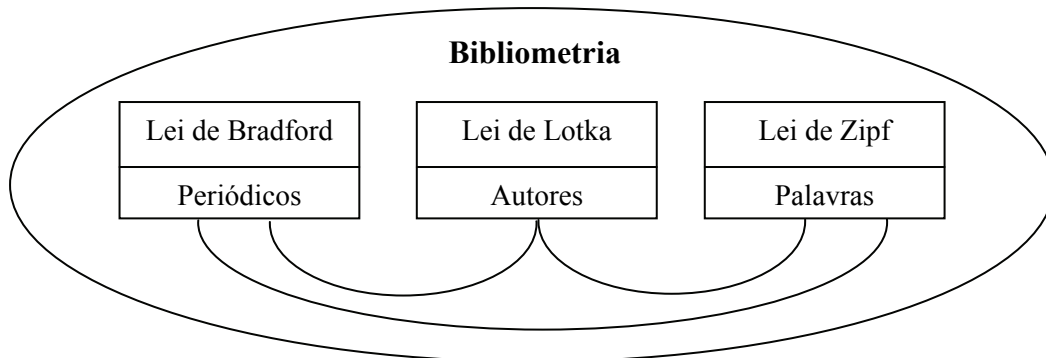 Bibliometria
Lei de Bradford
Lei de Lotka
Lei de Zipf
Periódicos
Autores
Palavras